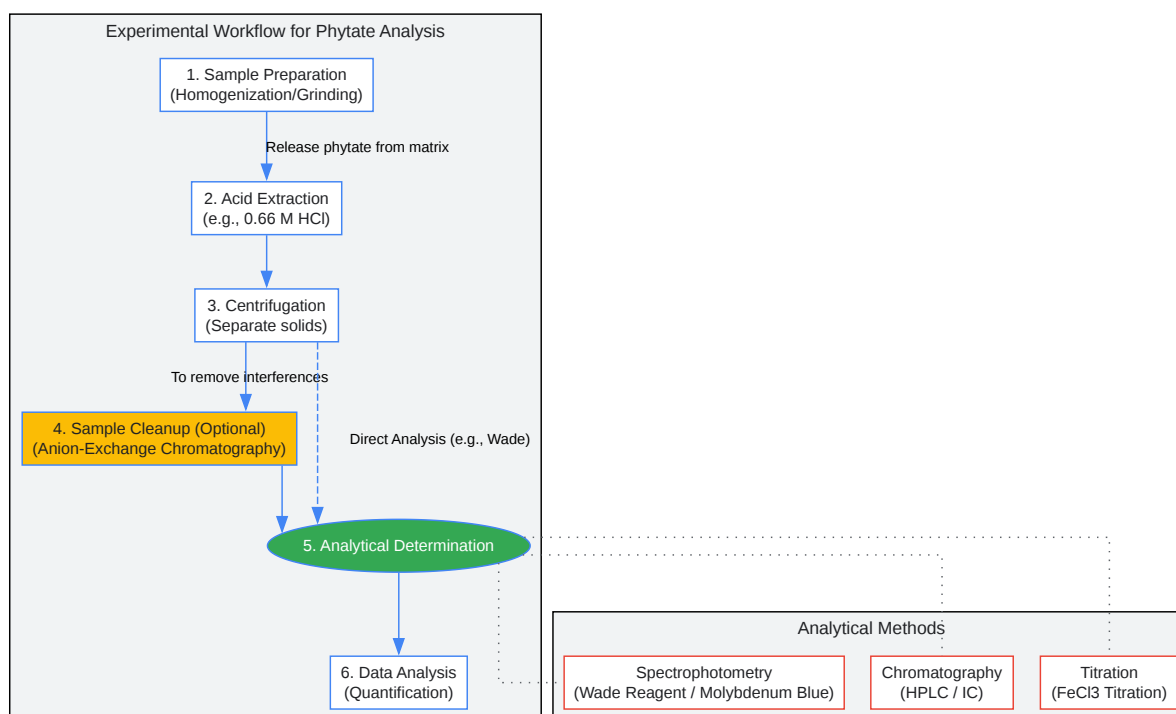 Experimental Workflow for Phytate Analysis
1. Sample Preparation
(Homogenization/Grinding)
Release phytate from matrix
2. Acid Extraction
(e.g., 0.66 M HCl)
3. Centrifugation
(Separate solids)
To remove interferences
4. Sample Cleanup (Optional)
(Anion-Exchange Chromatography)
Direct Analysis (e.g., Wade)
5. Analytical Determination
6. Data Analysis
(Quantification)
Analytical Methods
Spectrophotometry
(Wade Reagent / Molybdenum Blue)
Chromatography
(HPLC / IC)
Titration
(FeCl3 Titration)